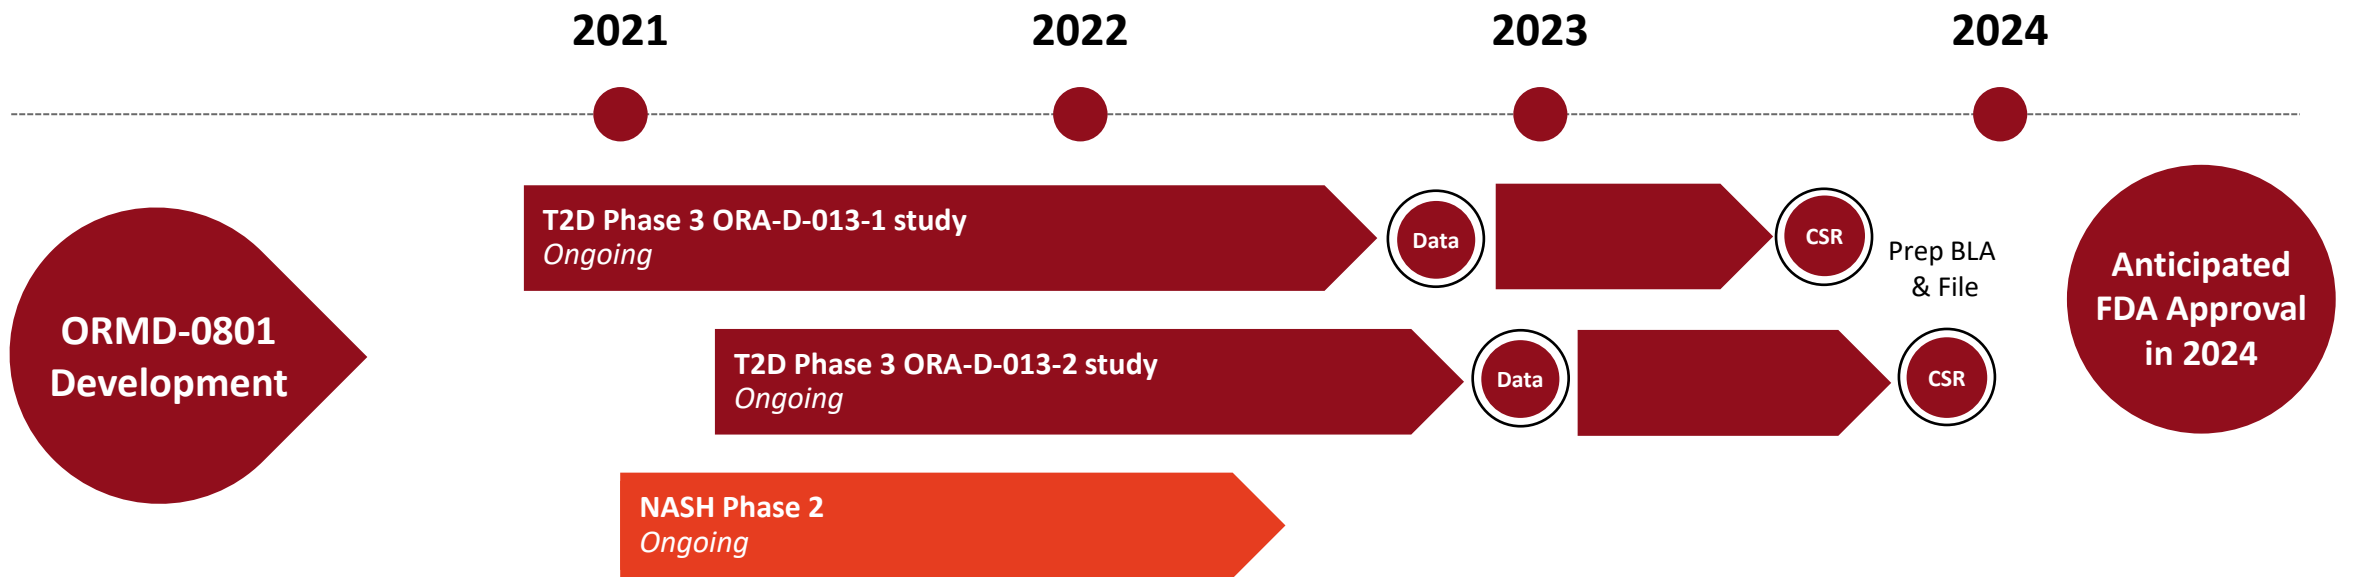 2021
2022
2023
2024
ORMD-0801
Development
T2D Phase 3 ORA-D-013-1 study
Ongoing
Data
CSR
Prep BLA
& File
T2D Phase 3 ORA-D-013-2 study
Ongoing
Data
CSR
NASH Phase 2
Ongoing
Anticipated
FDA Approval
in 2024